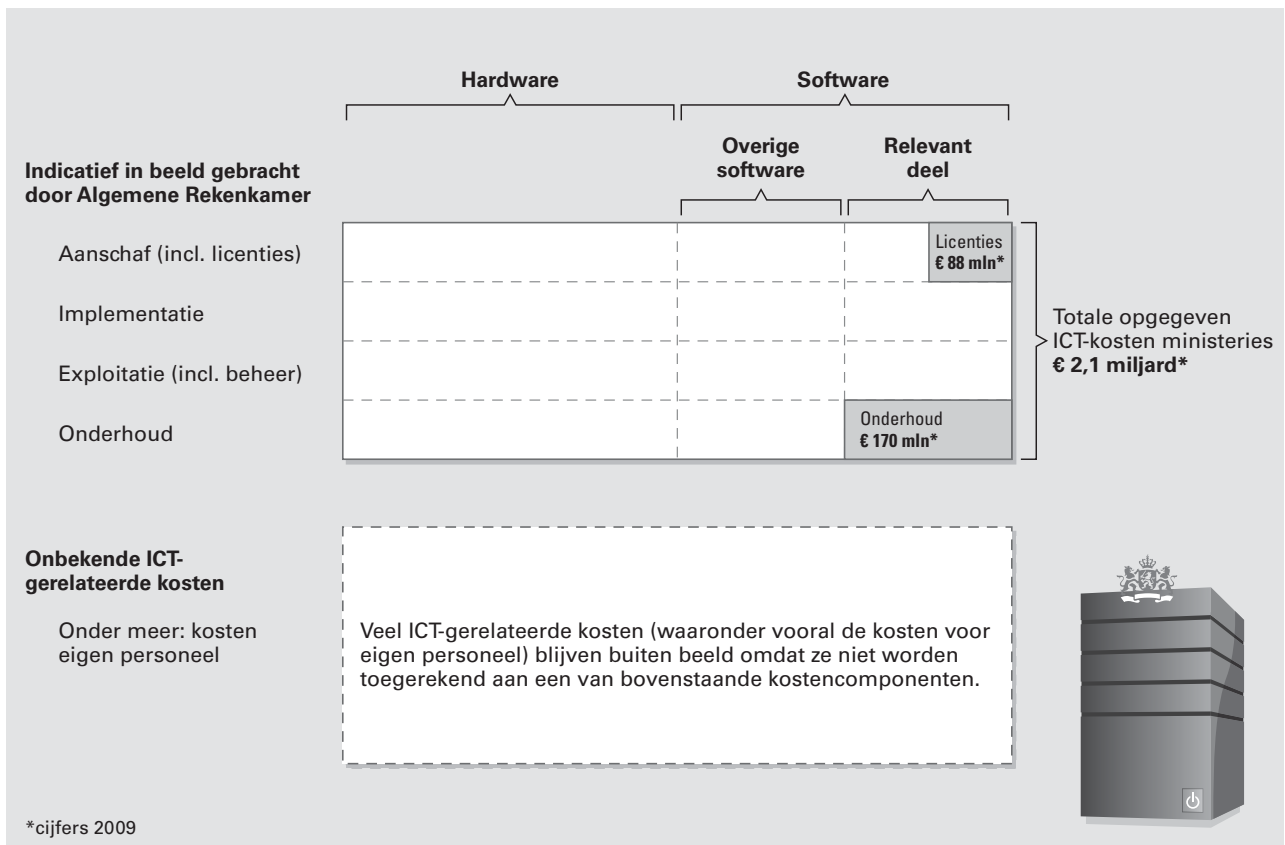 Hardware
Software
Overige
software
Relevant
deel
Indicatief in beeld gebracht
door Algemene Rekenkamer
Aanschaf (incl. licenties)
Licenties
€ 88 mln*
Implementatie
Exploitatie (incl. beheer)
Onderhoud
Onderhoud
€ 170 mln*
Totale opgegeven
ICT-kosten ministeries
€ 2,1 miljard*
Onbekende ICT-
gerelateerde kosten
Onder meer: kosten
eigen personeel
Veel ICT-gerelateerde kosten (waaronder vooral de kosten voor
eigen personeel) blijven buiten beeld omdat ze niet worden
toegerekend aan een van bovenstaande kostencomponenten.
*cijfers 2009